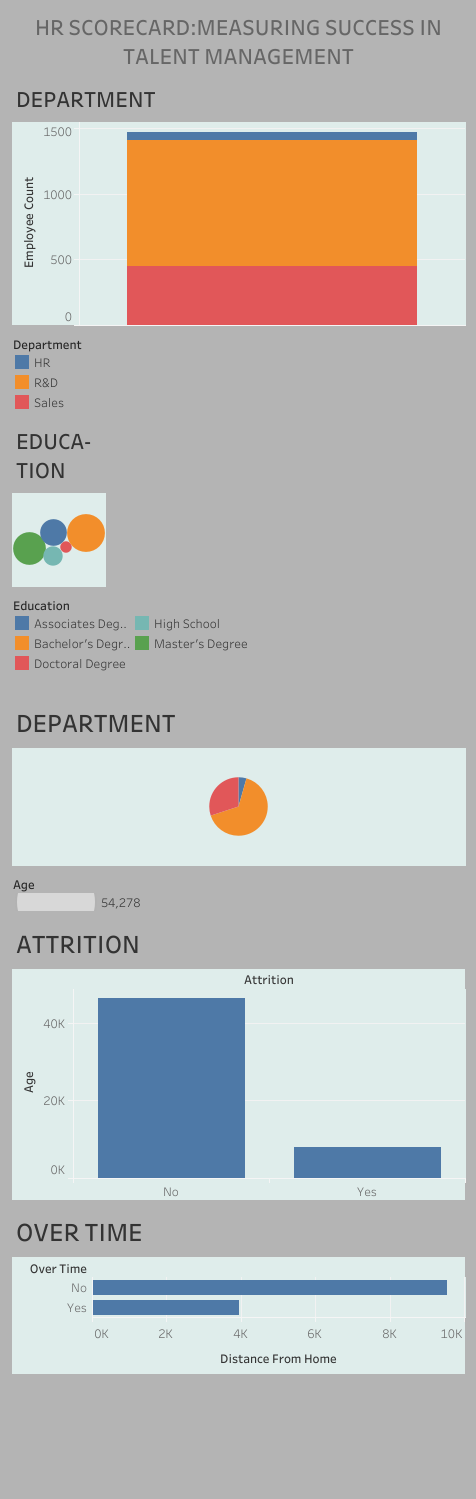 HR SCORECARD:MEASURING SUCCESS IN
TALENT MANAGEMENT
DEPARTMENT
1500
1000
500
0
Employee Count
Department
HR
R&D
Sales
EDUCA-
TION
Education
Associates Deg.. High School
Bachelor's Degr.. Master's Degree
Doctoral Degree
DEPARTMENT
Age
54,278
ATTRITION
Attrition
40K
20K
0K
Age
No Yes
OVER TIME
Over Time
No
Yes
0K 2K 4K 6K 8K 10K
Distance From Home